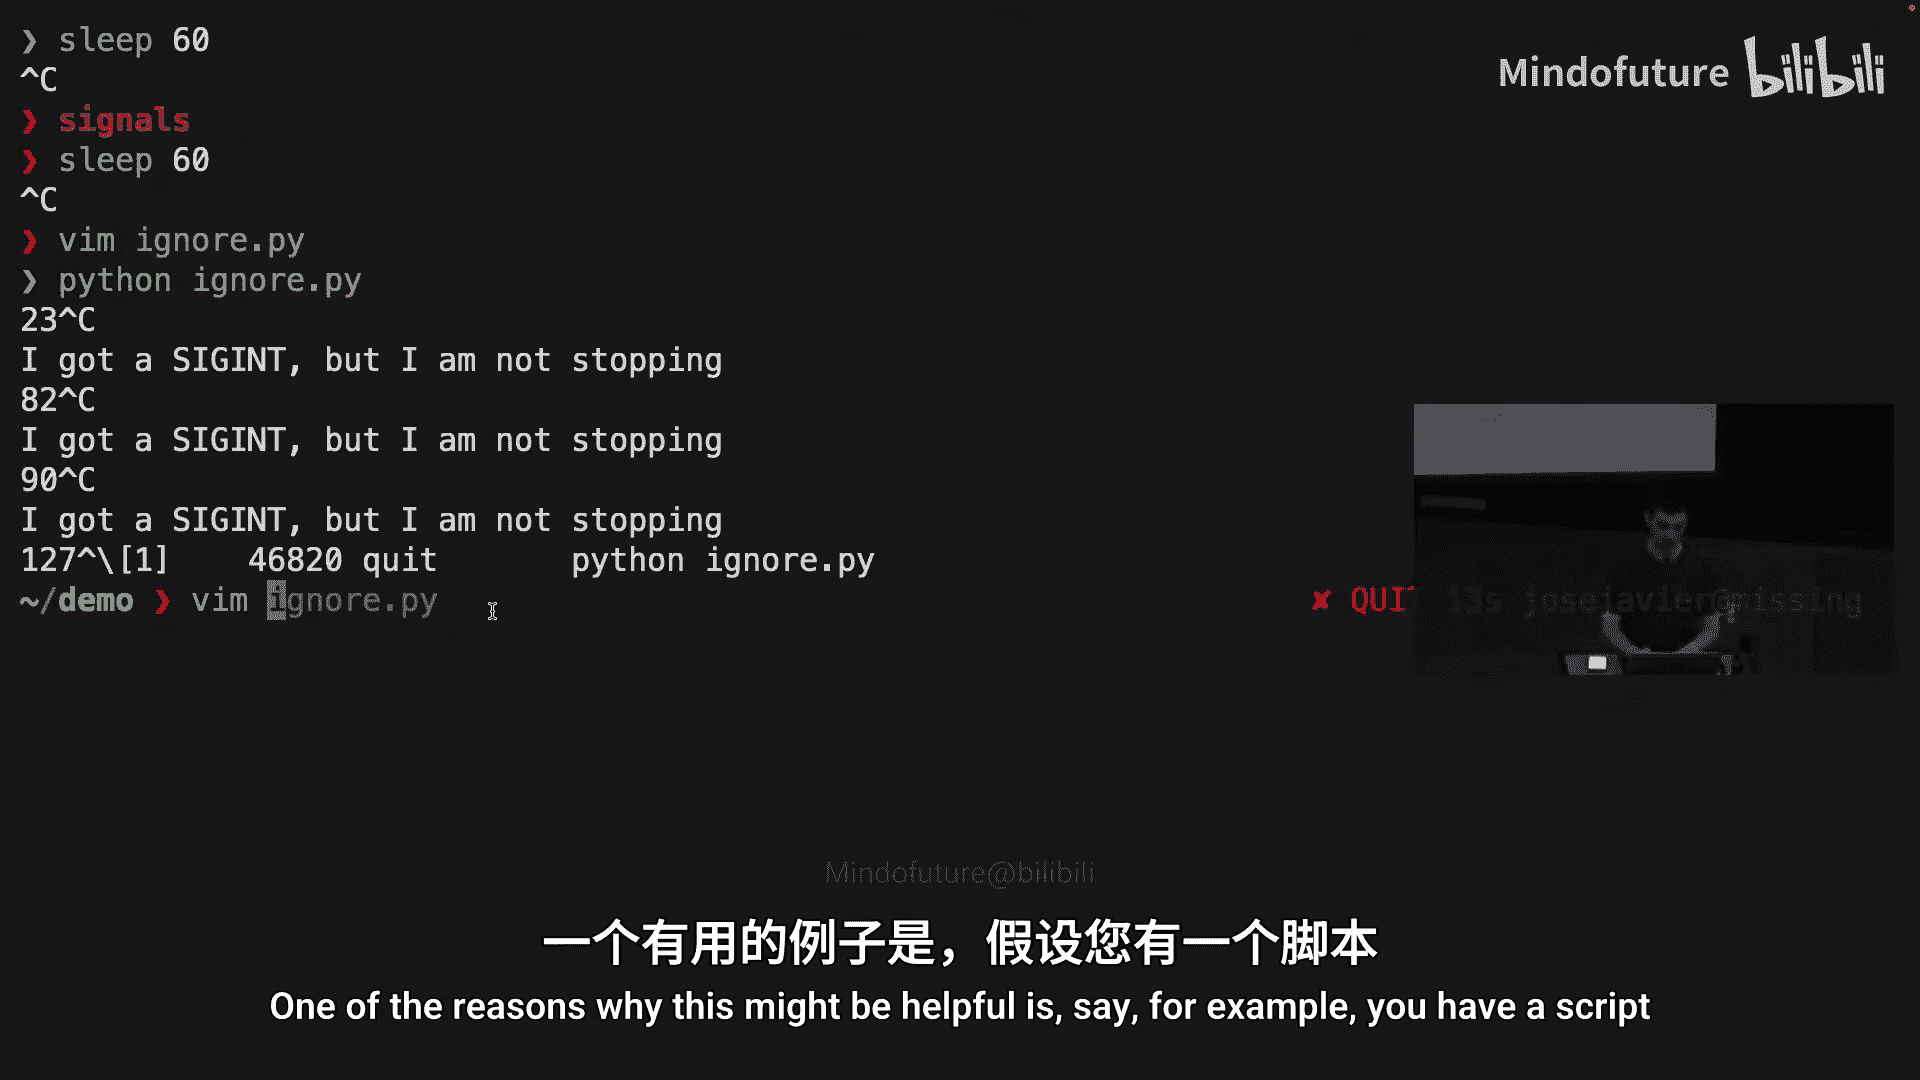 ❯ sleep 60
^C
❯ signals
❯ sleep 60
^C
❯ vim ignore.py
❯ python ignore.py
23^C
I got a SIGINT, but I am not stopping
82^C
I got a SIGINT, but I am not stopping
90^C
I got a SIGINT, but I am not stopping
127^\[1]    46820 quit       python ignore.py
~/demo ❯ vim ignore.py ✘ QUIT 13s josejavier@missing
Mindofuture bilibili
Mindofuture@bilibili
一个有用的例子是，假设您有一个脚本
One of the reasons why this might be helpful is, say, for example, you have a script